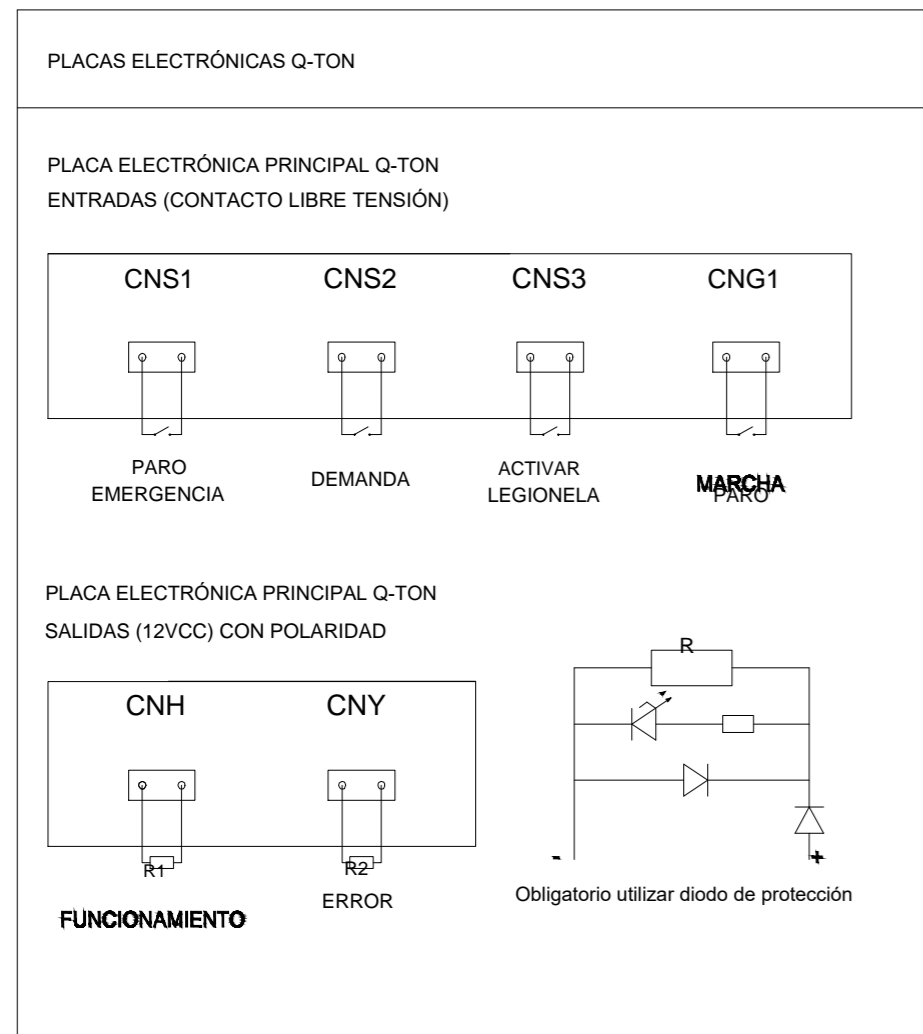 PLACAS ELECTRÓNICAS Q-TON
PLACA ELECTRÓNICA PRINCIPAL Q-TON
ENTRADAS (CONTACTO LIBRE TENSIÓN)
CNS1 CNS2 CNS3 CNG1
PARO
EMERGENCIA
DEMANDA
ACTIVAR
LEGIONELA
MARCHA
PARO
PLACA ELECTRÓNICA PRINCIPAL Q-TON
SALIDAS (12VCC) CON POLARIDAD
CNH CNY
R1 R2
FUNCIONAMIENTO
ERROR
R
- +
Obligatorio utilizar diodo de protección